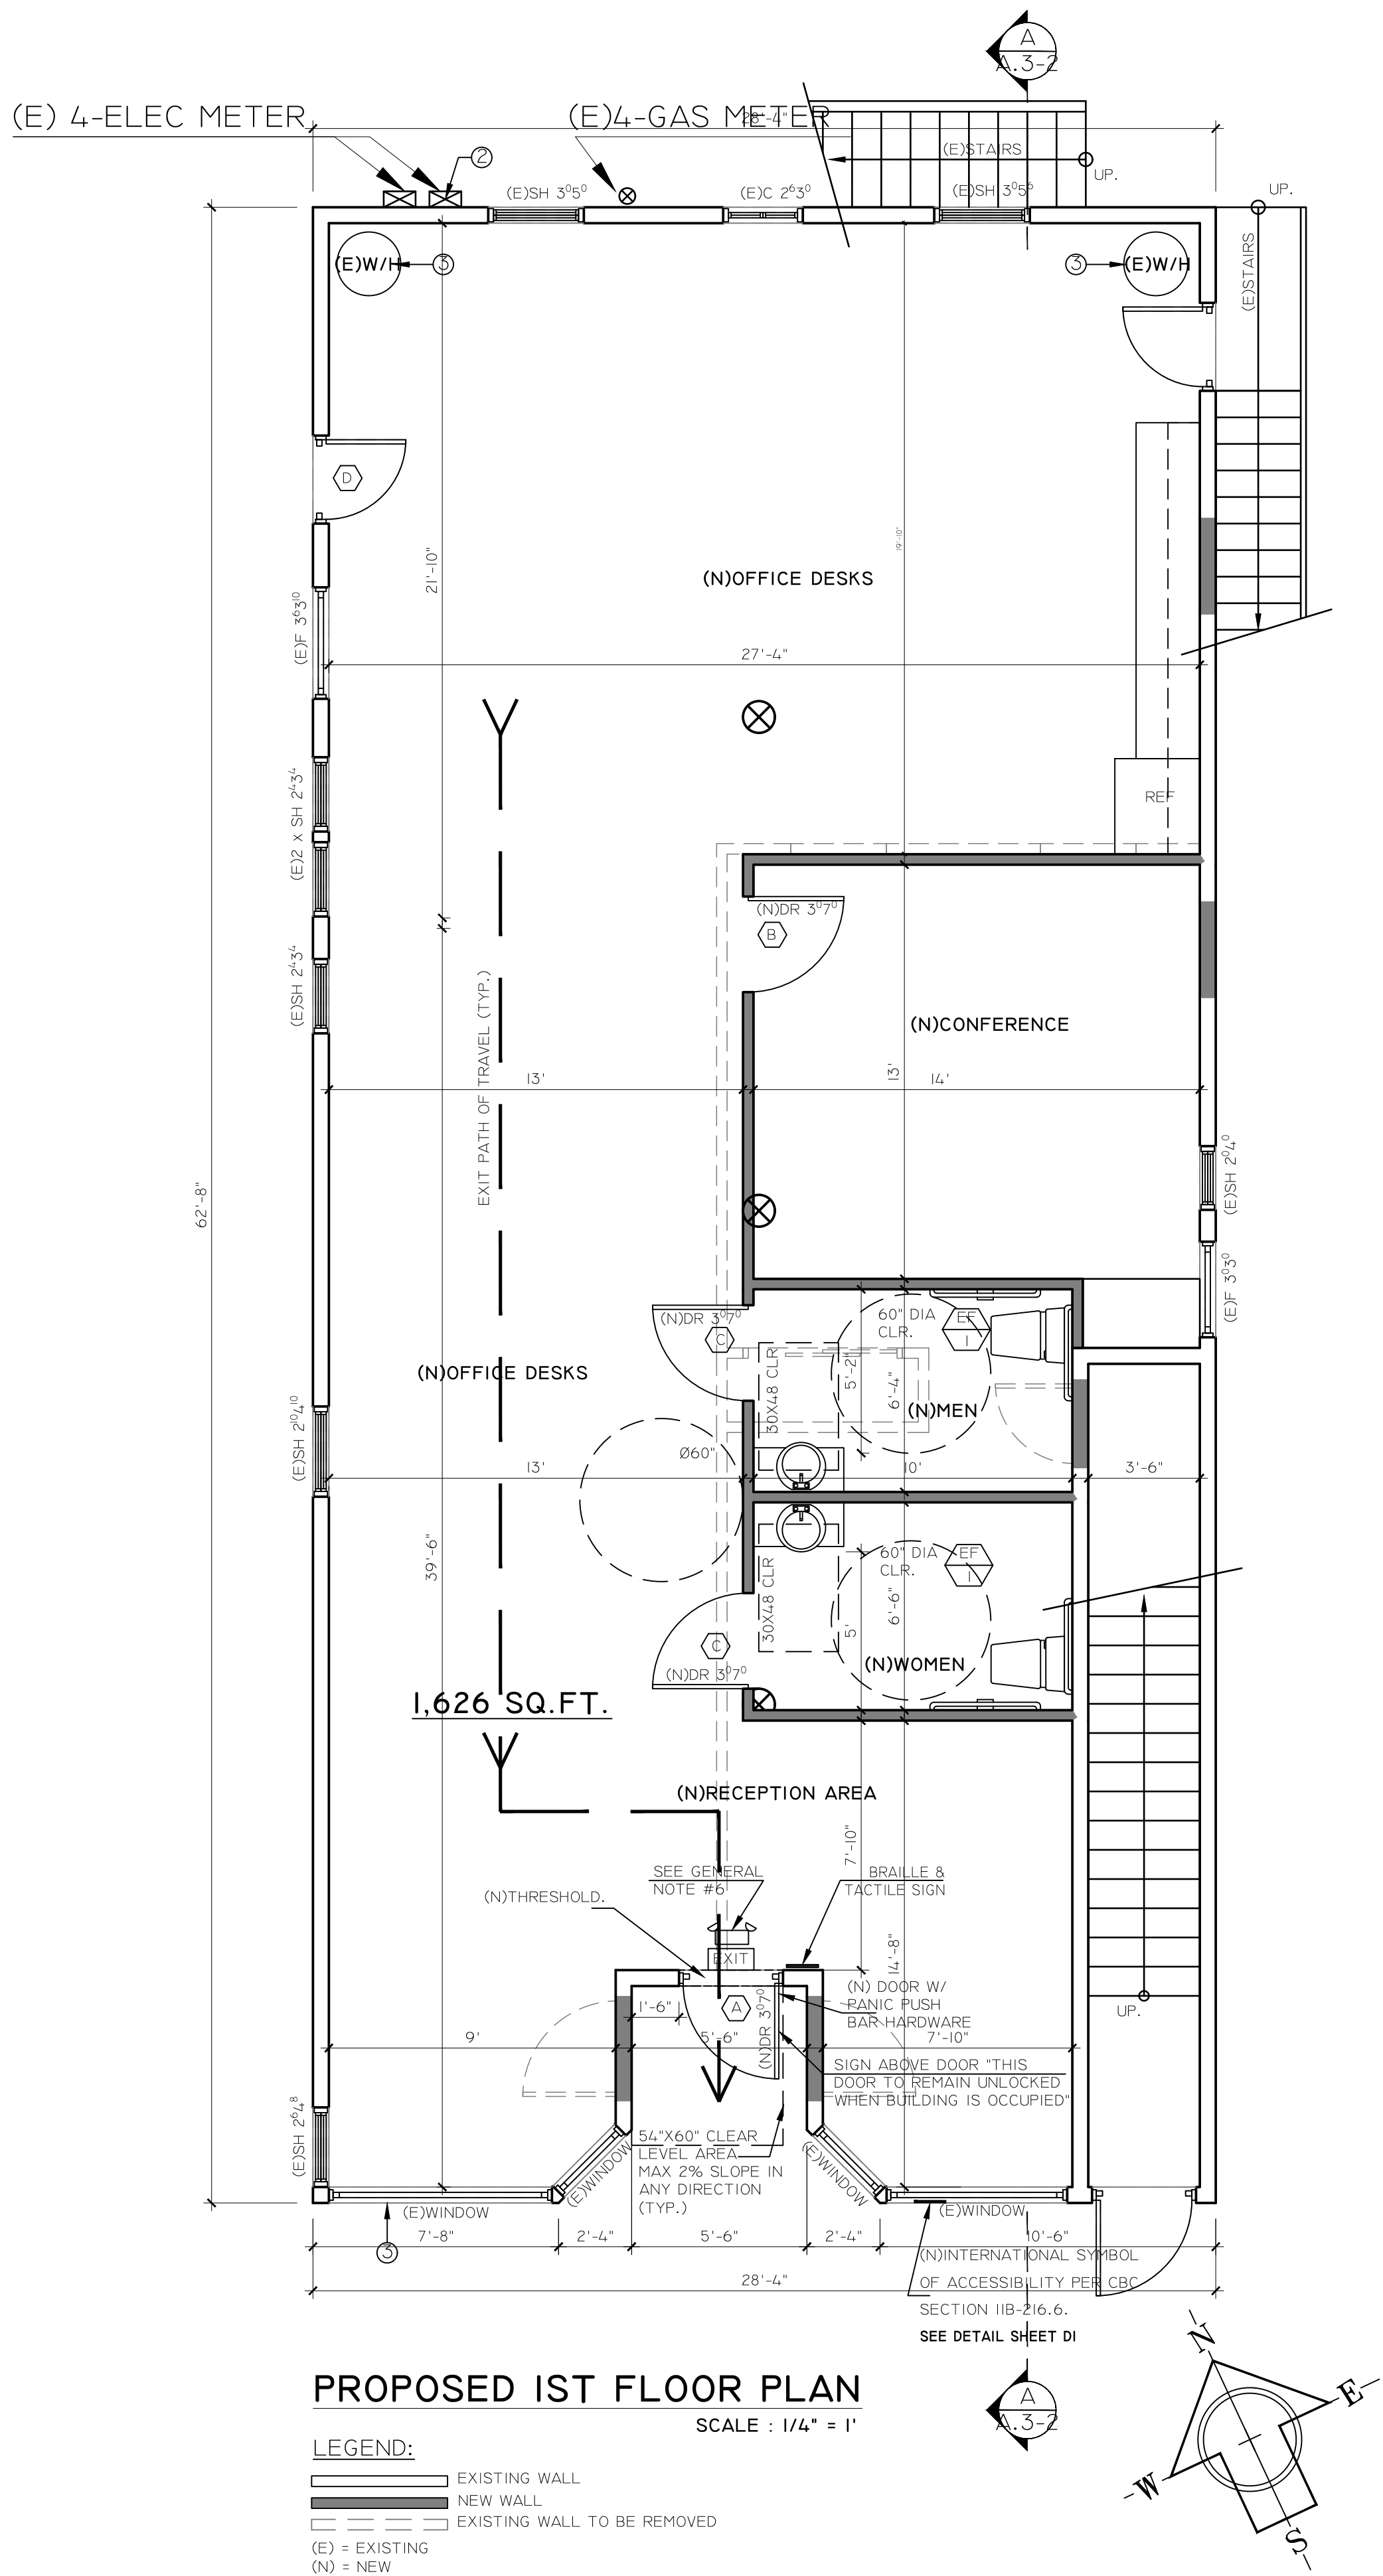 A
A.3-2
(E) 4-ELEC METER
(E)4-GAS METER
28'-4"
(E)STAIRS
UP.
UP.
2
(E)SH 3⁰5⁰
(E)C 2⁶3⁰
(E)SH 3⁰5⁶
(E)W/H
3
3
(E)W/H
(E)STAIRS
D
21'-10"
19'-10"
(N)OFFICE DESKS
(E)F 3⁶3¹⁰
27'-4"
(E)2 x SH 2⁴3⁴
REF
(N)DR 3⁰7⁰
B
(E)SH 2⁴3⁴
EXIT PATH OF TRAVEL (TYP.)
(N)CONFERENCE
13'
13'
14'
62'-8"
(E)SH 2⁰4⁰
(E)F 3⁰3⁰
(N)DR 3⁰7⁰
C
60" DIA
CLR.
EF
1
30X48 CLR
5'-2"
6'-4"
(N)OFFICE DESKS
(N)MEN
(E)SH 2¹⁰4¹⁰
Ø60"
13'
10'
3'-6"
39'-6"
60" DIA
CLR.
EF
1
30X48 CLR
5'
6'-6"
C
(N)DR 3⁰7⁰
(N)WOMEN
1,626 SQ.FT.
(N)RECEPTION AREA
7'-10"
SEE GENERAL
NOTE #6
BRAILLE &
TACTILE SIGN
(N)THRESHOLD.
EXIT
14'-8"
(N) DOOR W/
PANIC PUSH
BAR HARDWARE
1'-6"
A
(N)DR 3⁰7⁰
UP.
9'
5'-6"
7'-10"
SIGN ABOVE DOOR "THIS
DOOR TO REMAIN UNLOCKED
WHEN BUILDING IS OCCUPIED"
(E)SH 2⁶4⁸
54"X60" CLEAR
LEVEL AREA
MAX 2% SLOPE IN
ANY DIRECTION
(TYP.)
(E)WINDOW
(E)WINDOW
(E)WINDOW
(E)WINDOW
3
7'-8"
2'-4"
5'-6"
2'-4"
10'-6"
28'-4"
(N)INTERNATIONAL SYMBOL
OF ACCESSIBILITY PER CBC
SECTION 11B-216.6.
SEE DETAIL SHEET D1
PROPOSED 1ST FLOOR PLAN
SCALE : 1/4" = 1'
A
A.3-2
N
E
W
S
LEGEND:
EXISTING WALL
NEW WALL
EXISTING WALL TO BE REMOVED
(E) = EXISTING
(N) = NEW